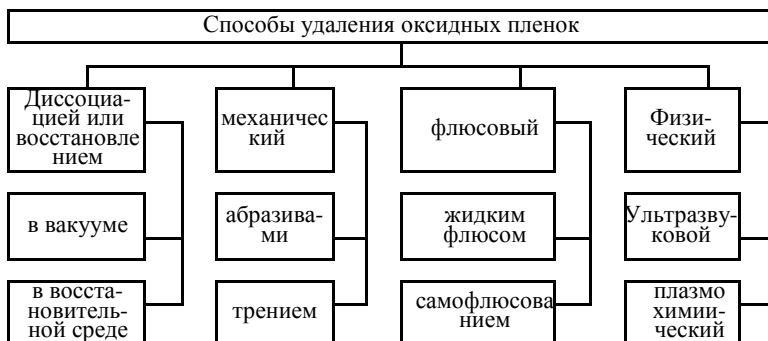 Способы удаления оксидных пленок
Диссоциа-
цией или
восстановле
нием
механичес
кий
флюсовый
Физи-
ческий
в вакууме
абразива-
ми
жидким
флюсом
Ультразву-
ковой
в восста-
новитель-
ной среде
трением
самофлюсова
нием
плазмо
химии-
ческий